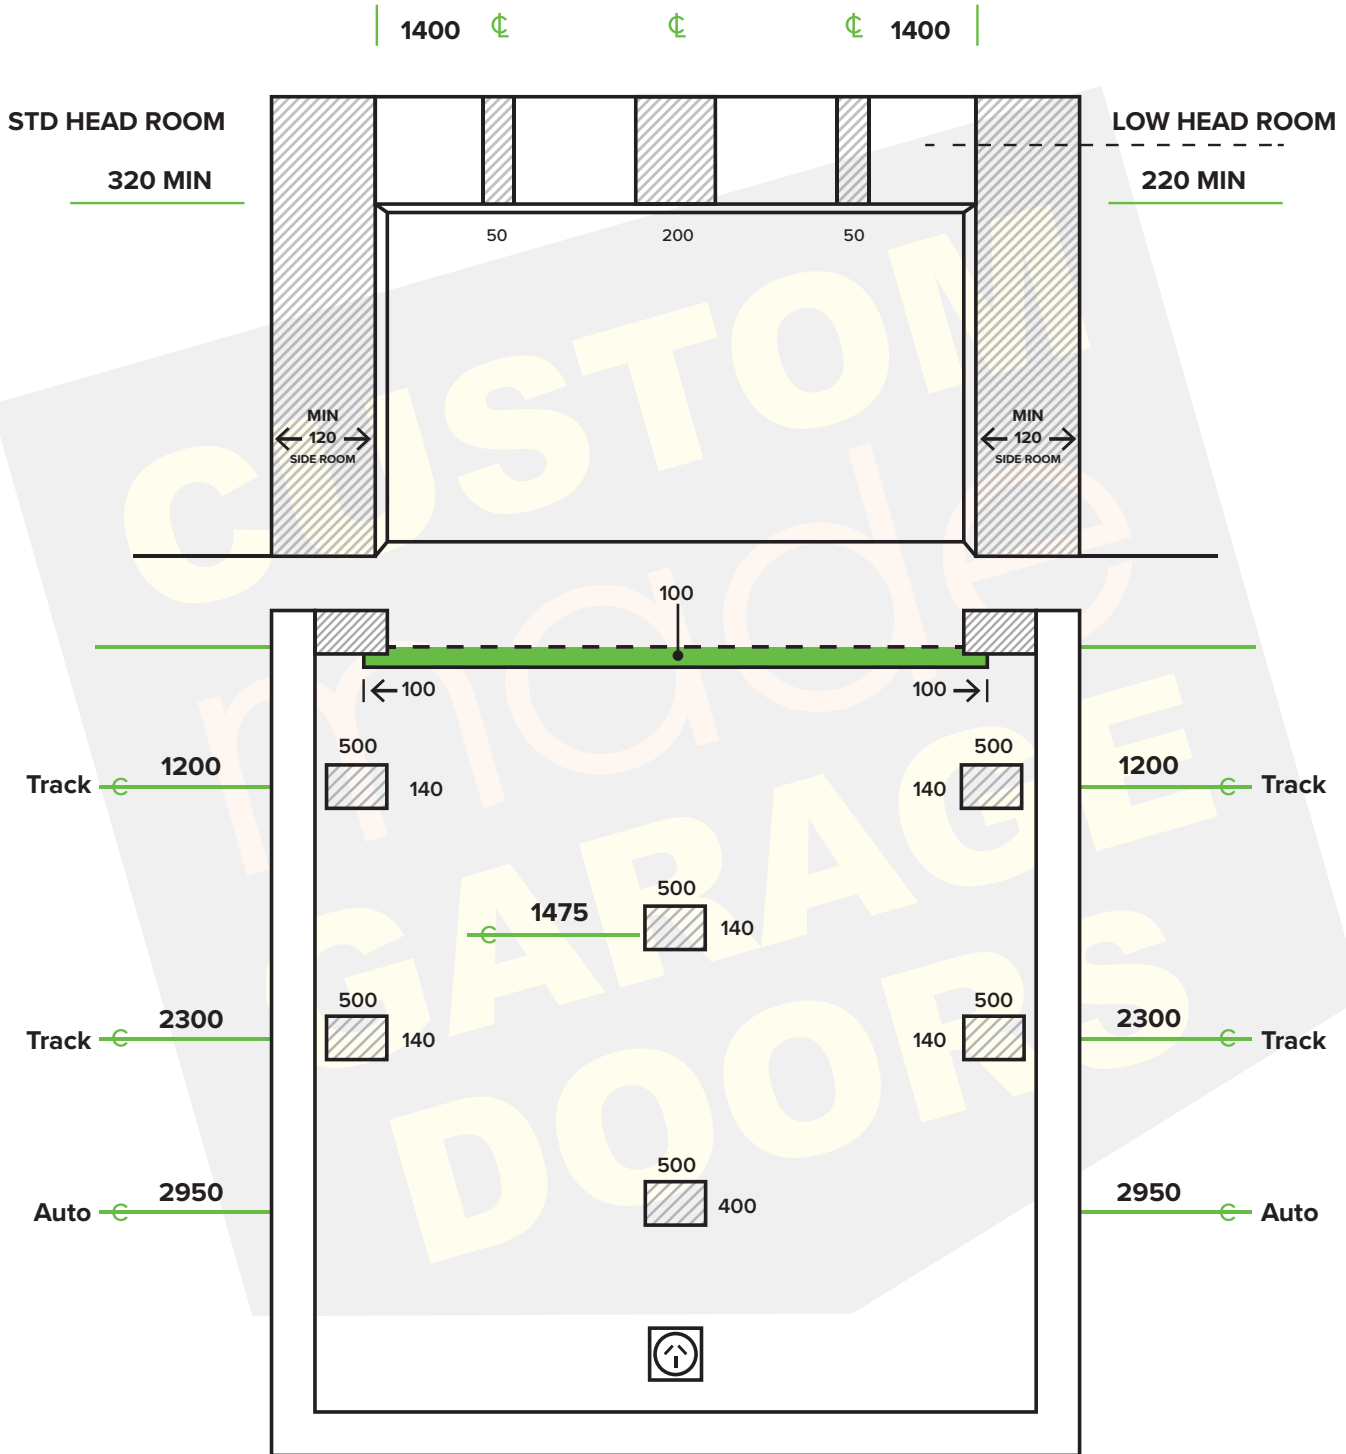 1400 ℄ ℄ ℄ 1400
STD HEAD ROOM
LOW HEAD ROOM
320 MIN
220 MIN
50 200 50
MIN
120
SIDE ROOM
MIN
120
SIDE ROOM
100
100 100
500 500
Track C 1200 140 140 1200 C Track
500
C 1475 140
500 500
Track C 2300 140 140 2300 C Track
500
Auto C 2950 400 2950 C Auto
CUSTOM
made
GARAGE
DOORS